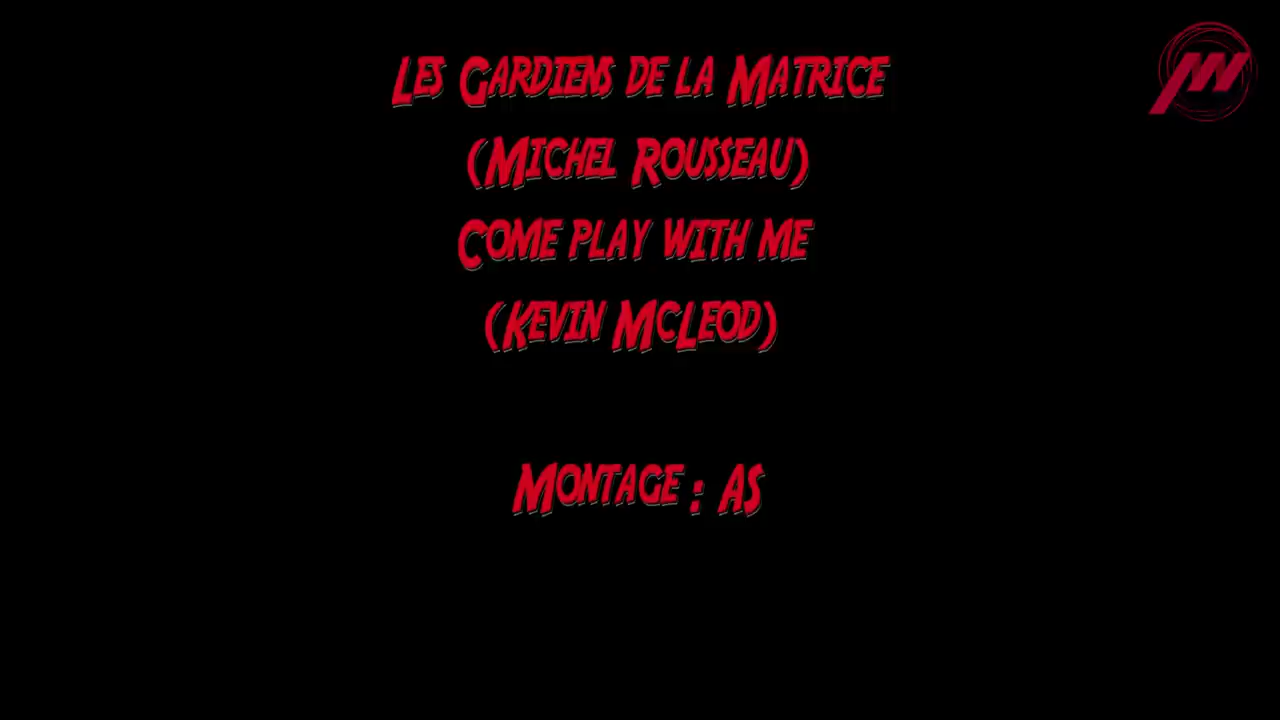 Les Gardiens de la Matrice
(Michel Rousseau)
Come play with me
(Kevin McLeod)
Montage : AS